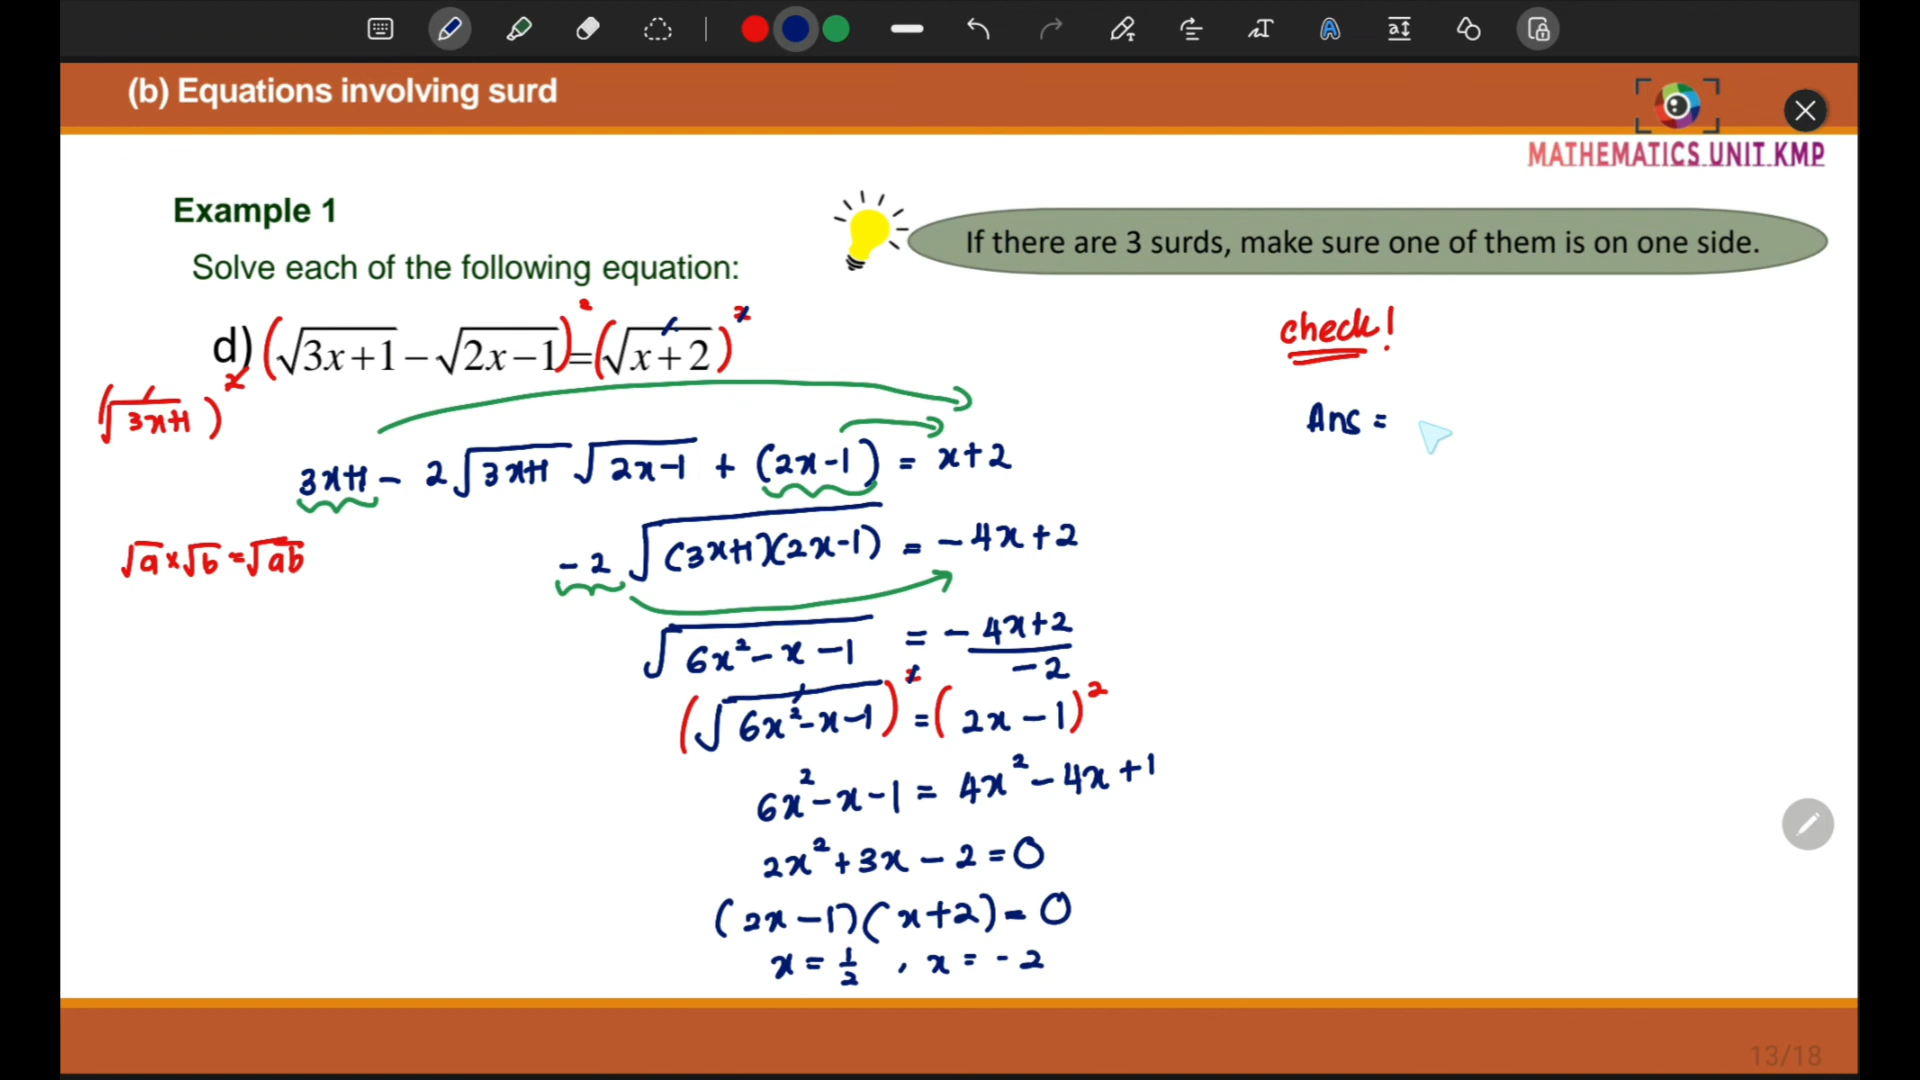 (b) Equations involving surd
MATHEMATICS UNIT KMP
Example 1
If there are 3 surds, make sure one of them is on one side.
Solve each of the following equation:
d) (√(3x+1) − √(2x−1))² = (√(x+2))²
(√(3x+1))²
3x+1 − 2√(3x+1) √(2x−1) + (2x−1) = x+2
√a × √b = √ab
−2 √((3x+1)(2x−1)) = −4x+2
√(6x²−x−1) = (−4x+2)/(−2)
(√(6x²−x−1))² = (2x−1)²
6x²−x−1 = 4x²−4x+1
2x²+3x−2=0
(2x−1)(x+2)=0
x = 1/2 , x = −2
check!
Ans =
13/18